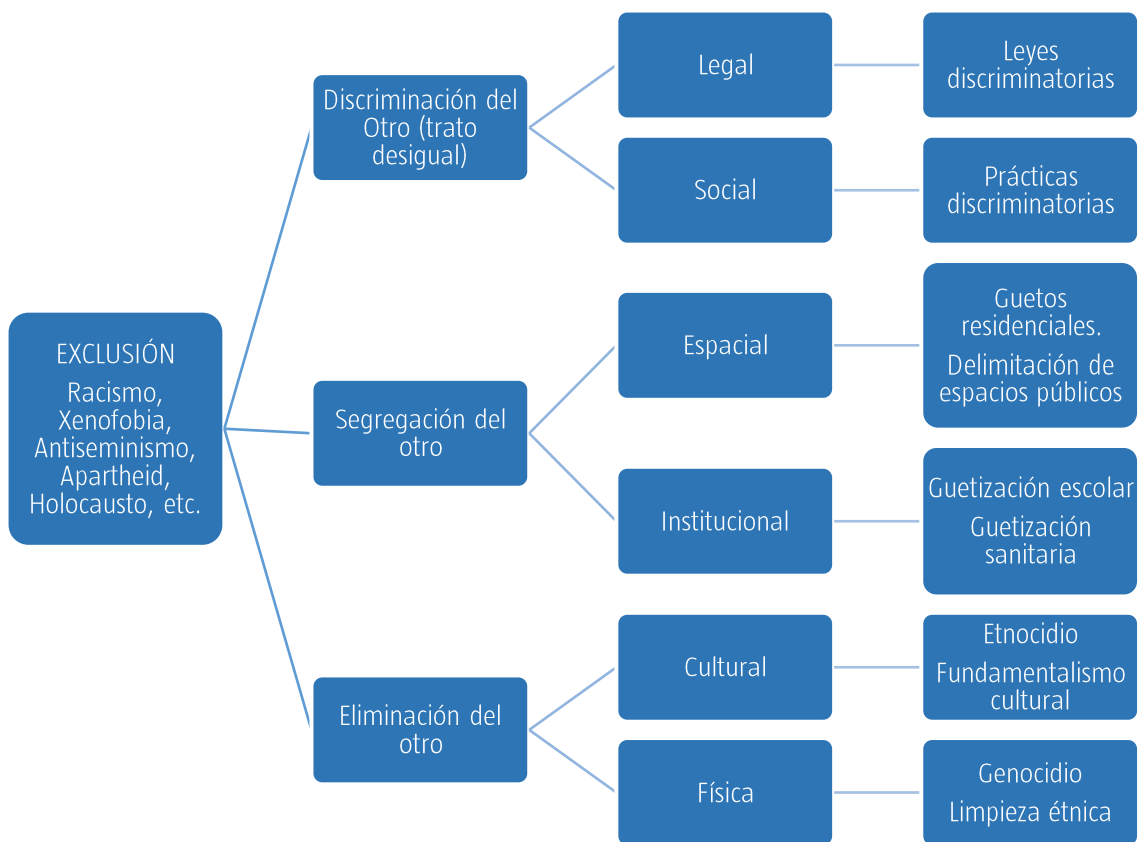 EXCLUSIÓN
Racismo,
Xenofobia,
Antiseminismo,
Apartheid,
Holocausto, etc.
Discriminación del
Otro (trato
desigual)
Legal
Leyes
discriminatorias
Social
Prácticas
discriminatorias
Segregación del
otro
Espacial
Guetos
residenciales.
Delimitación de
espacios públicos
Institucional
Guetización escolar
Guetización
sanitaria
Eliminación del
otro
Cultural
Etnocidio
Fundamentalismo
cultural
Física
Genocidio
Limpieza étnica